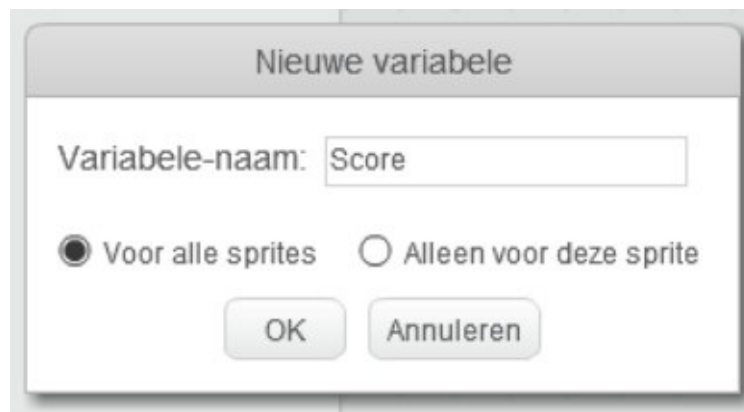 Nieuwe variabele
Variabele-naam: Score
Voor alle sprites Alleen voor deze sprite
OK Annuleren